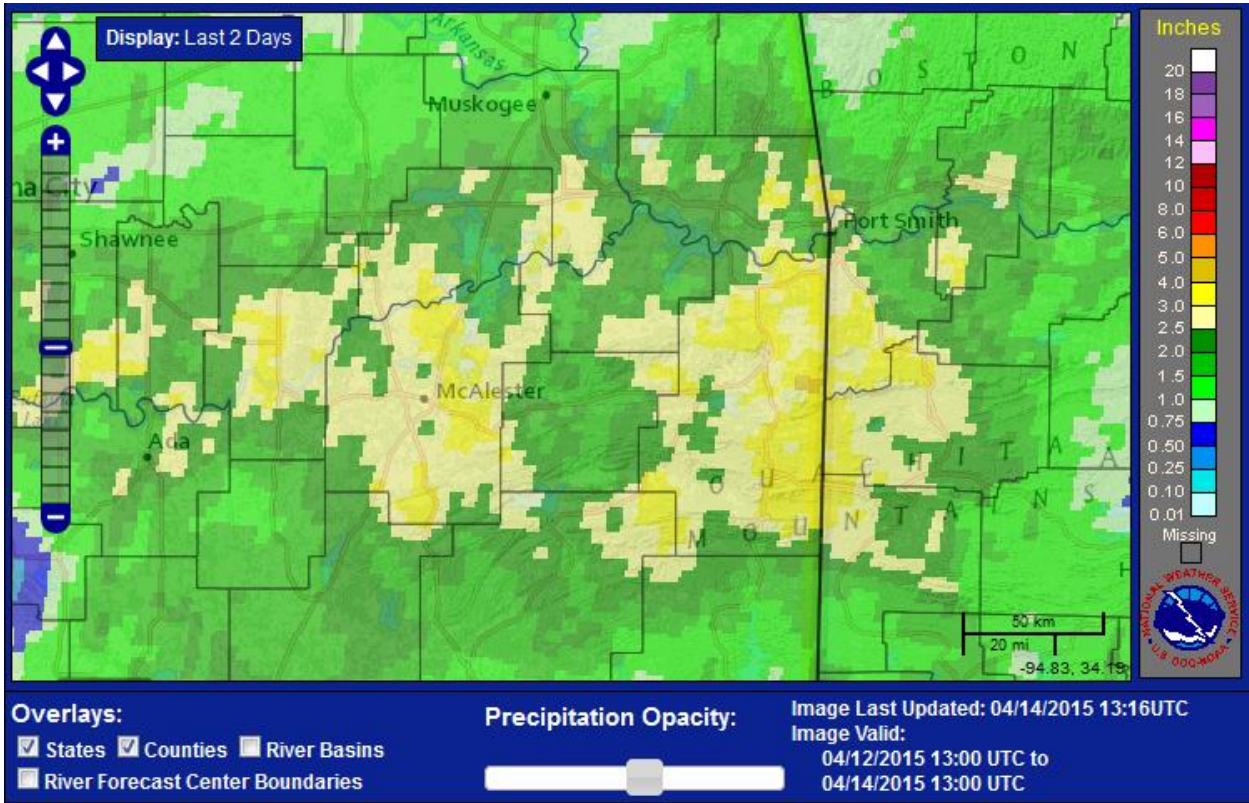 Display: Last 2 Days
Arkansas
Muskogee
BOSTON
na City
Shawnee
Fort Smith
McAlester
Ada
OUACHITA
MOUNTAINS
50 km
20 mi
-94.83, 34.19
Inches
20
18
16
14
12
10
8.0
6.0
5.0
4.0
3.0
2.5
2.0
1.5
1.0
0.75
0.50
0.25
0.10
0.01
Missing
NATIONAL WEATHER SERVICE
Overlays:
States Counties River Basins
River Forecast Center Boundaries
Precipitation Opacity:
Image Last Updated: 04/14/2015 13:16UTC
Image Valid:
04/12/2015 13:00 UTC to
04/14/2015 13:00 UTC